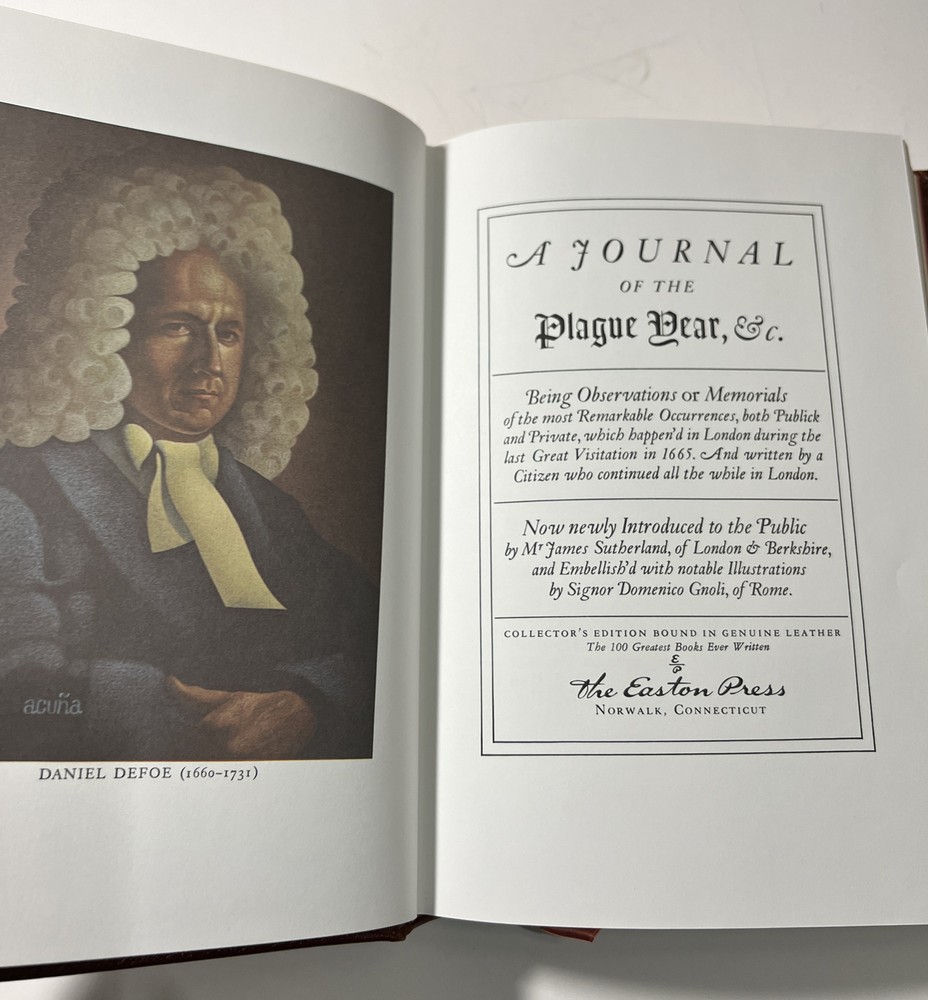 acuña
DANIEL DEFOE (1660–1731)
A JOURNAL
OF THE
Plague Year, &c.
Being Observations or Memorials
of the most Remarkable Occurrences, both Publick
and Private, which happen'd in London during the
last Great Visitation in 1665. And written by a
Citizen who continued all the while in London.
Now newly Introduced to the Public
by Mr James Sutherland, of London & Berkshire,
and Embellish'd with notable Illustrations
by Signor Domenico Gnoli, of Rome.
COLLECTOR'S EDITION BOUND IN GENUINE LEATHER
The 100 Greatest Books Ever Written
The Easton Press
NORWALK, CONNECTICUT